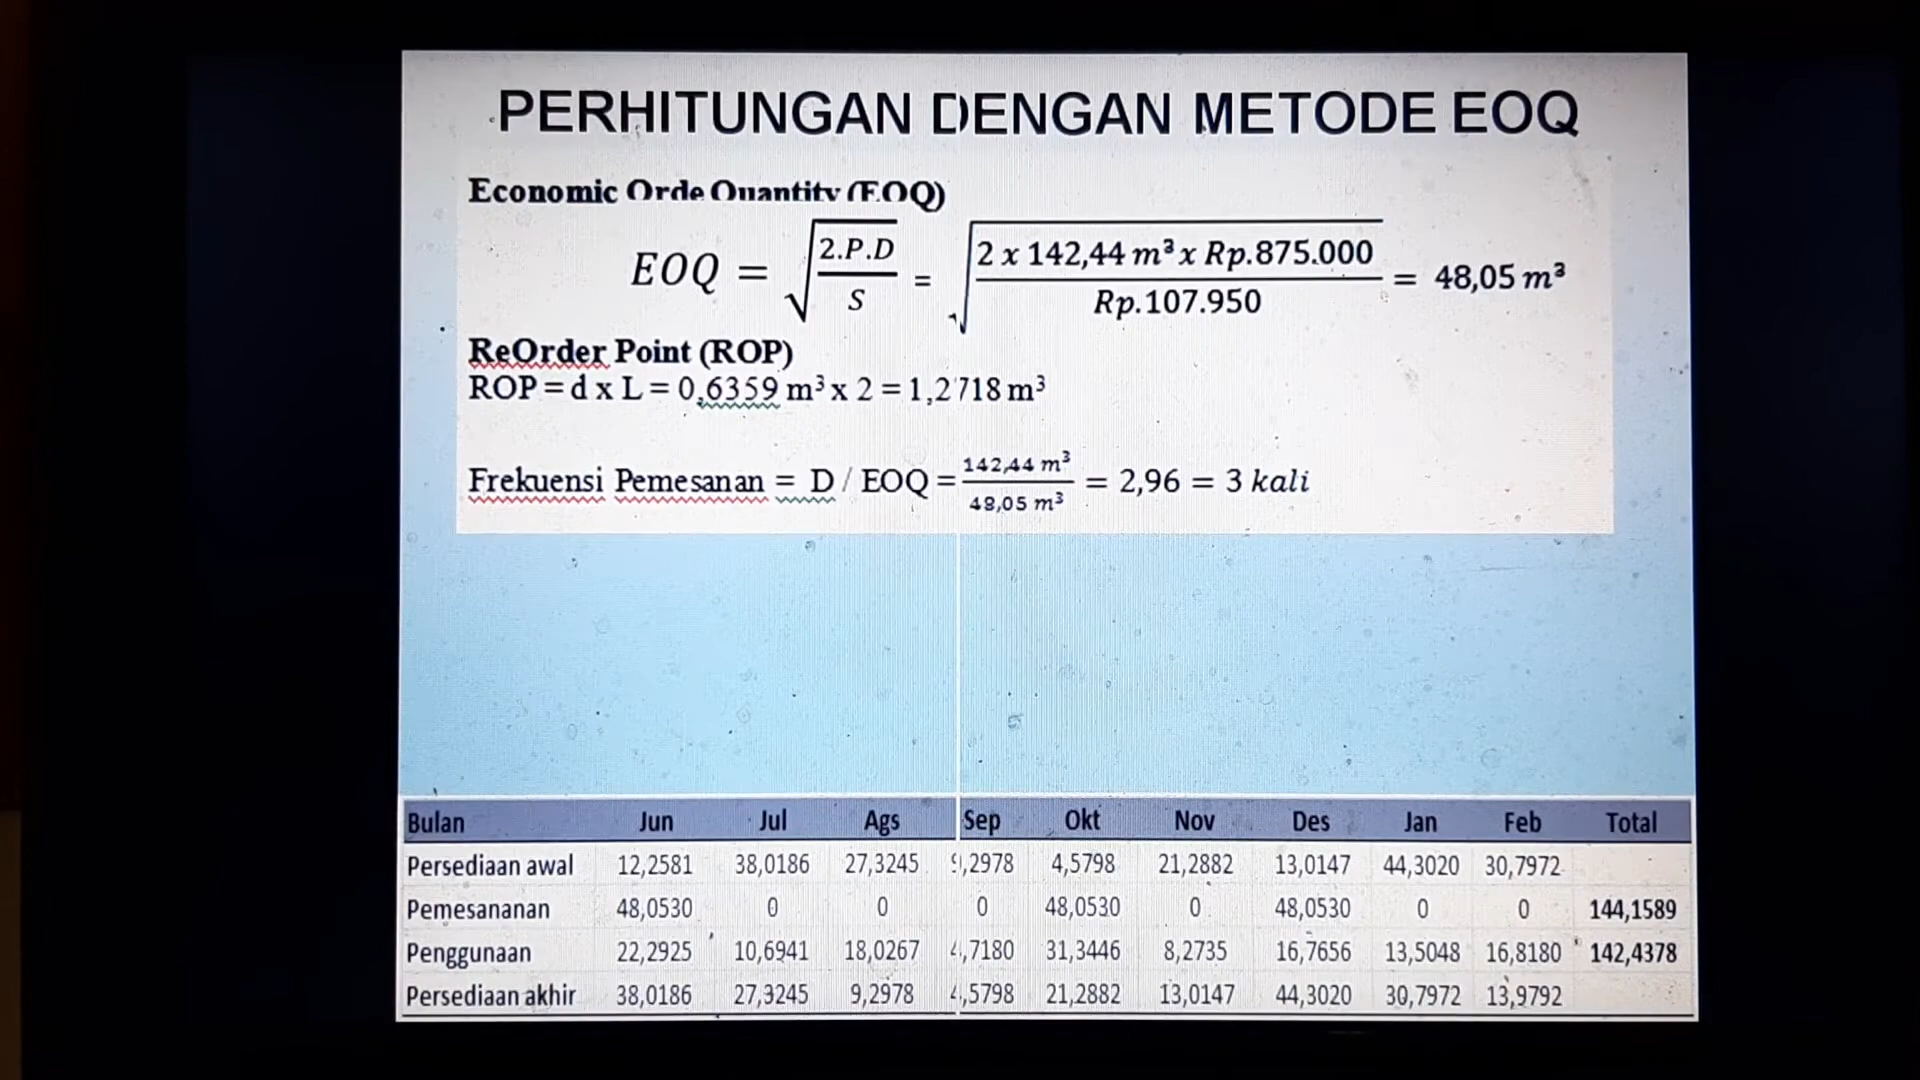 PERHITUNGAN DENGAN METODE EOQ
Economic Orde Quantity (EOQ)
EOQ = √(2.P.D / S) = √(2 x 142,44 m³ x Rp.875.000 / Rp.107.950) = 48,05 m³
ReOrder Point (ROP)
ROP = d x L = 0,6359 m³ x 2 = 1,2718 m³
Frekuensi Pemesanan = D / EOQ = 142,44 m³ / 48,05 m³ = 2,96 = 3 kali
Bulan Jun Jul Ags Sep Okt Nov Des Jan Feb Total
Persediaan awal 12,2581 38,0186 27,3245 9,2978 4,5798 21,2882 13,0147 44,3020 30,7972
Pemesananan 48,0530 0 0 0 48,0530 0 48,0530 0 0 144,1589
Penggunaan 22,2925 10,6941 18,0267 4,7180 31,3446 8,2735 16,7656 13,5048 16,8180 142,4378
Persediaan akhir 38,0186 27,3245 9,2978 4,5798 21,2882 13,0147 44,3020 30,7972 13,9792